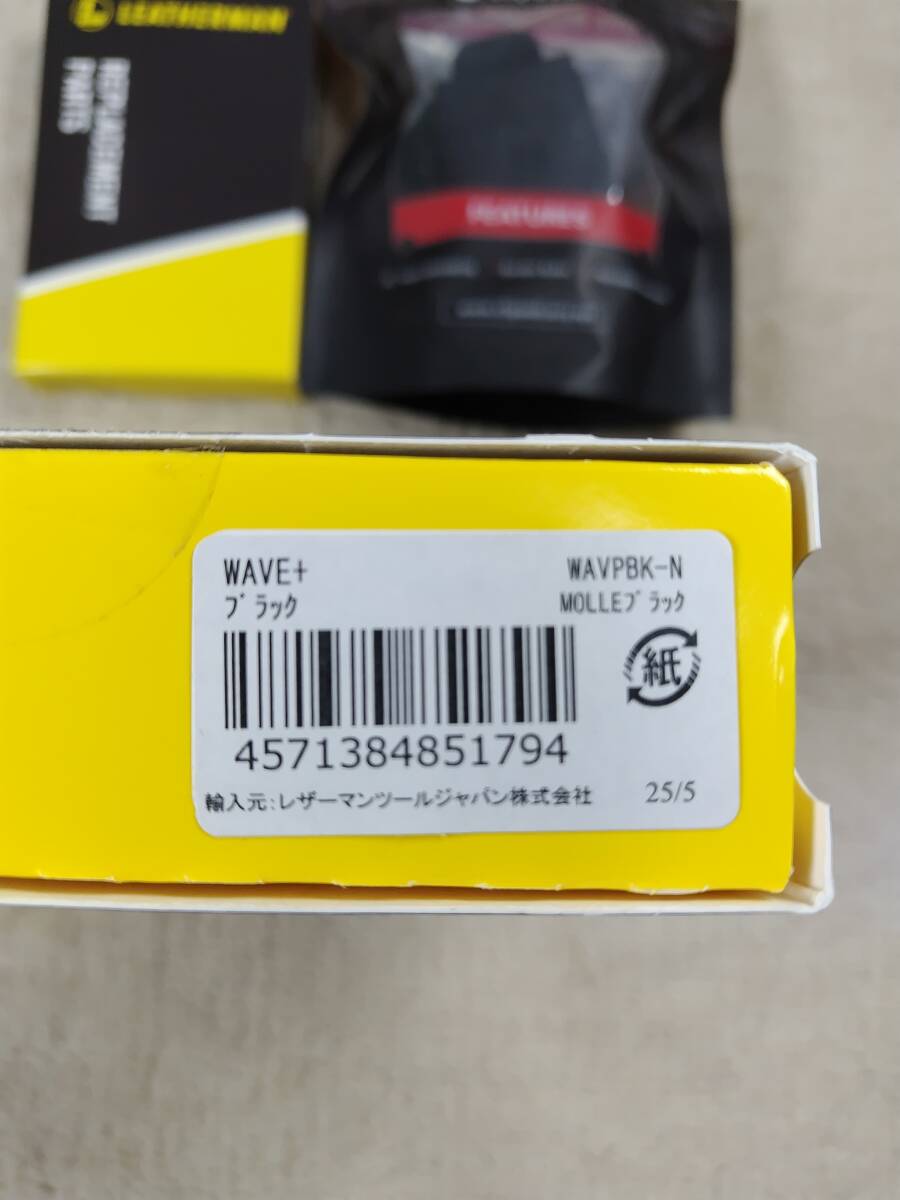 LEATHERMAN
REPLACEMENT
PARTS
FEATURES
WAVE+ WAVPBK-N
ﾌﾞﾗｯｸ MOLLEﾌﾞﾗｯｸ
紙
4571384851794
輸入元:レザーマンツールジャパン株式会社 25/5